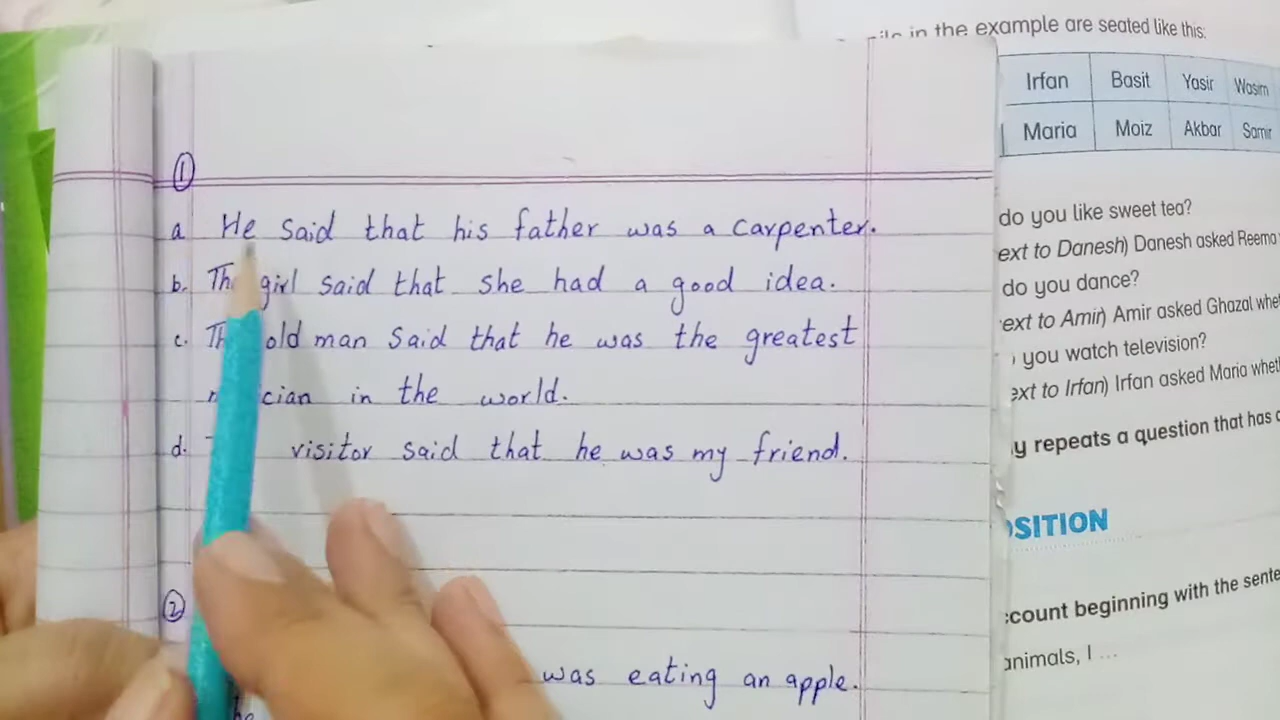 in the example are seated like this:
Irfan Basit Yasir Wasim
Maria Moiz Akbar Samir
1
a He said that his father was a carpenter.
b. girl said that she had a good idea.
c. old man said that he was the greatest
in the world.
d. visitor said that he was my friend.
2
was eating an apple.
do you like sweet tea?
ext to Danesh) Danesh asked Reema
do you dance?
ext to Amir) Amir asked Ghazal whe
you watch television?
ext to Irfan) Irfan asked Maria whet
y repeats a question that has
OSITION
count beginning with the sente
animals, I ...